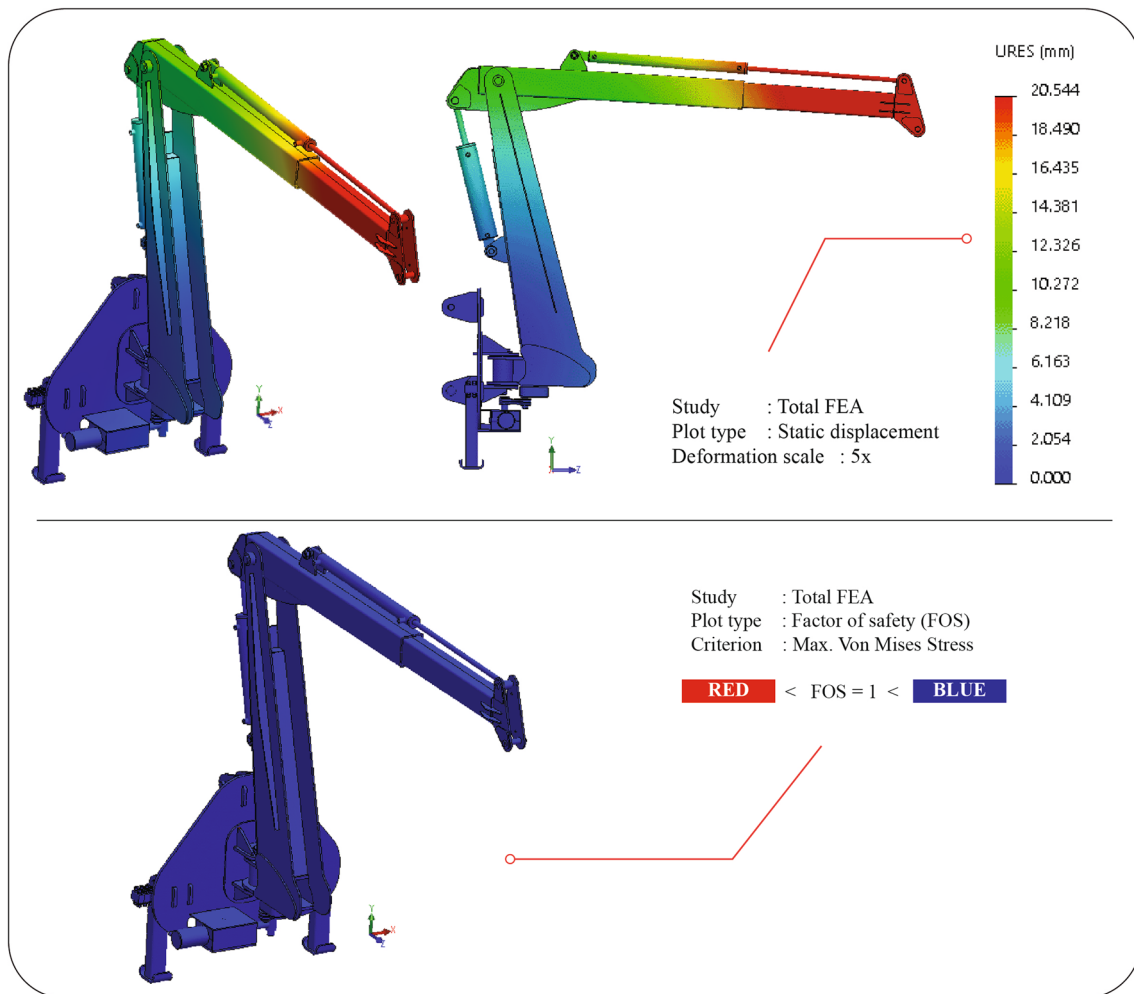 URES (mm)
20.544
18.490
16.435
14.381
12.326
10.272
8.218
6.163
4.109
2.054
0.000
Study : Total FEA
Plot type : Static displacement
Deformation scale : 5x
Y
X
Z
Y
Z
Study : Total FEA
Plot type : Factor of safety (FOS)
Criterion : Max. Von Mises Stress
RED < FOS = 1 < BLUE
Y
X
Z